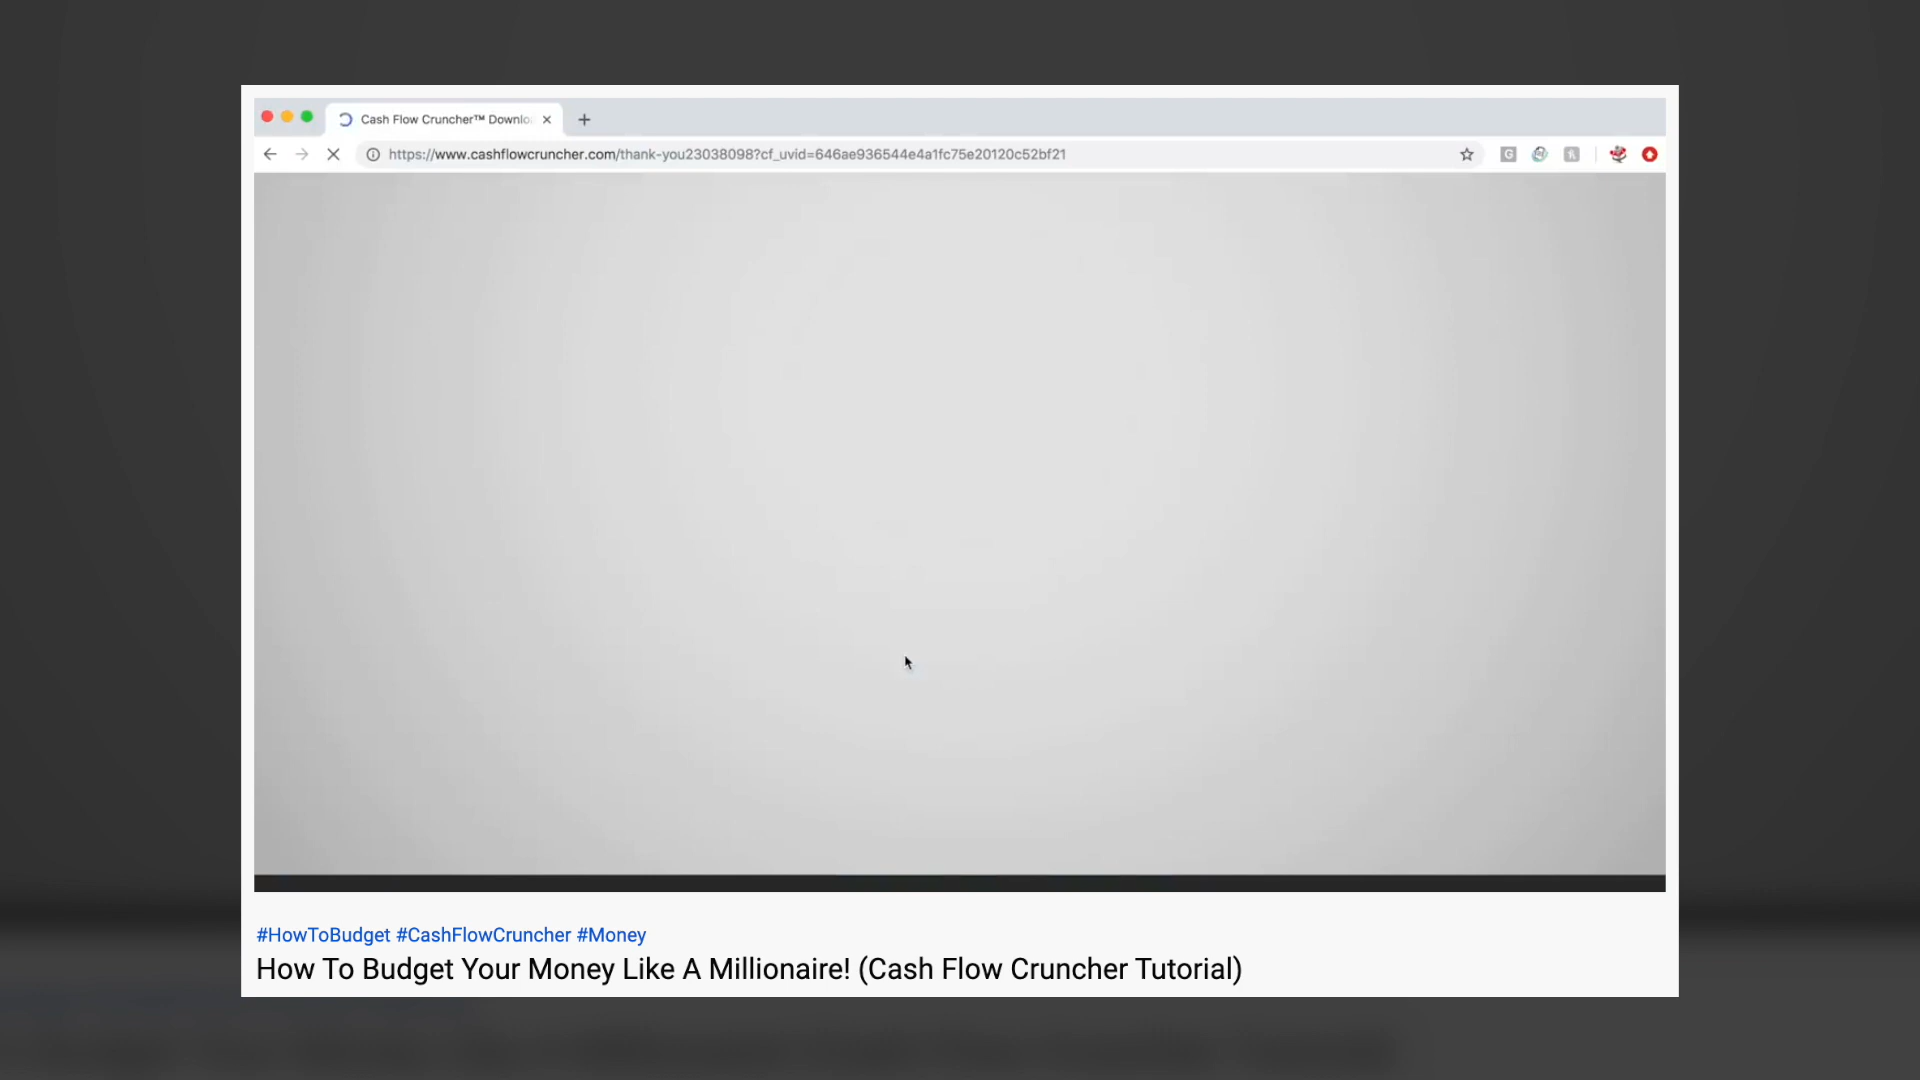 Cash Flow Cruncher™ Downlo
https://www.cashflowcruncher.com/thank-you23038098?cf_uvid=646ae936544e4a1fc75e20120c52bf21
#HowToBudget #CashFlowCruncher #Money
How To Budget Your Money Like A Millionaire! (Cash Flow Cruncher Tutorial)